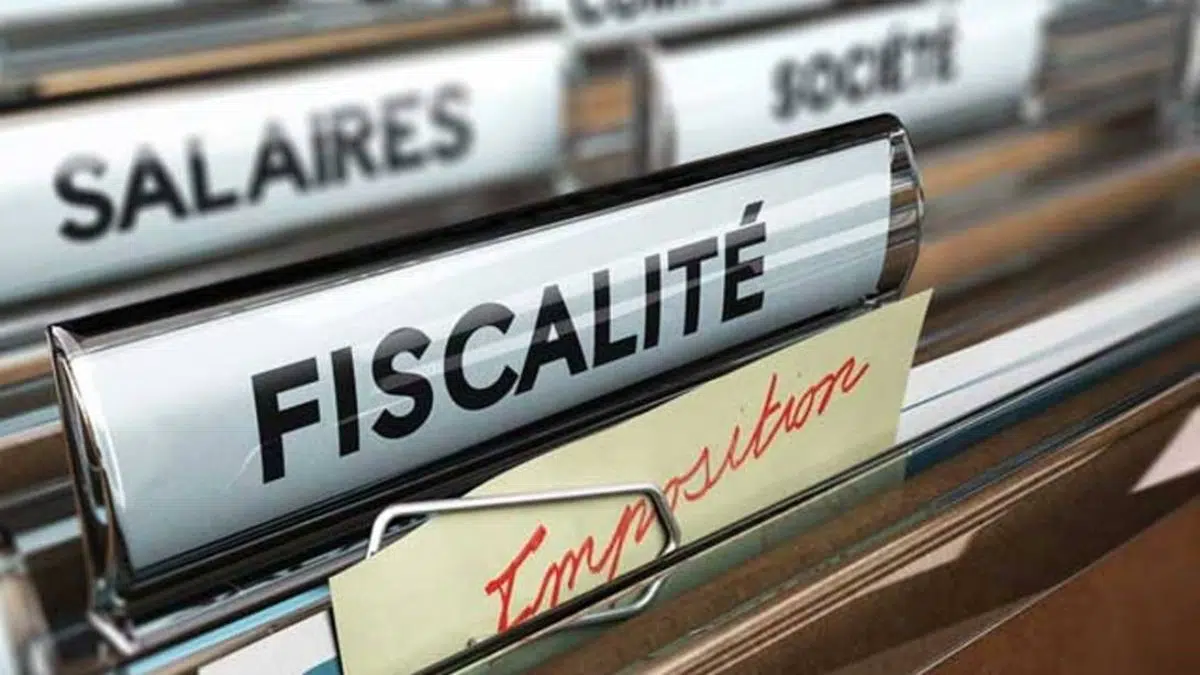 SALAIRES
SOCIÉTÉ
FISCALITÉ
Imposition